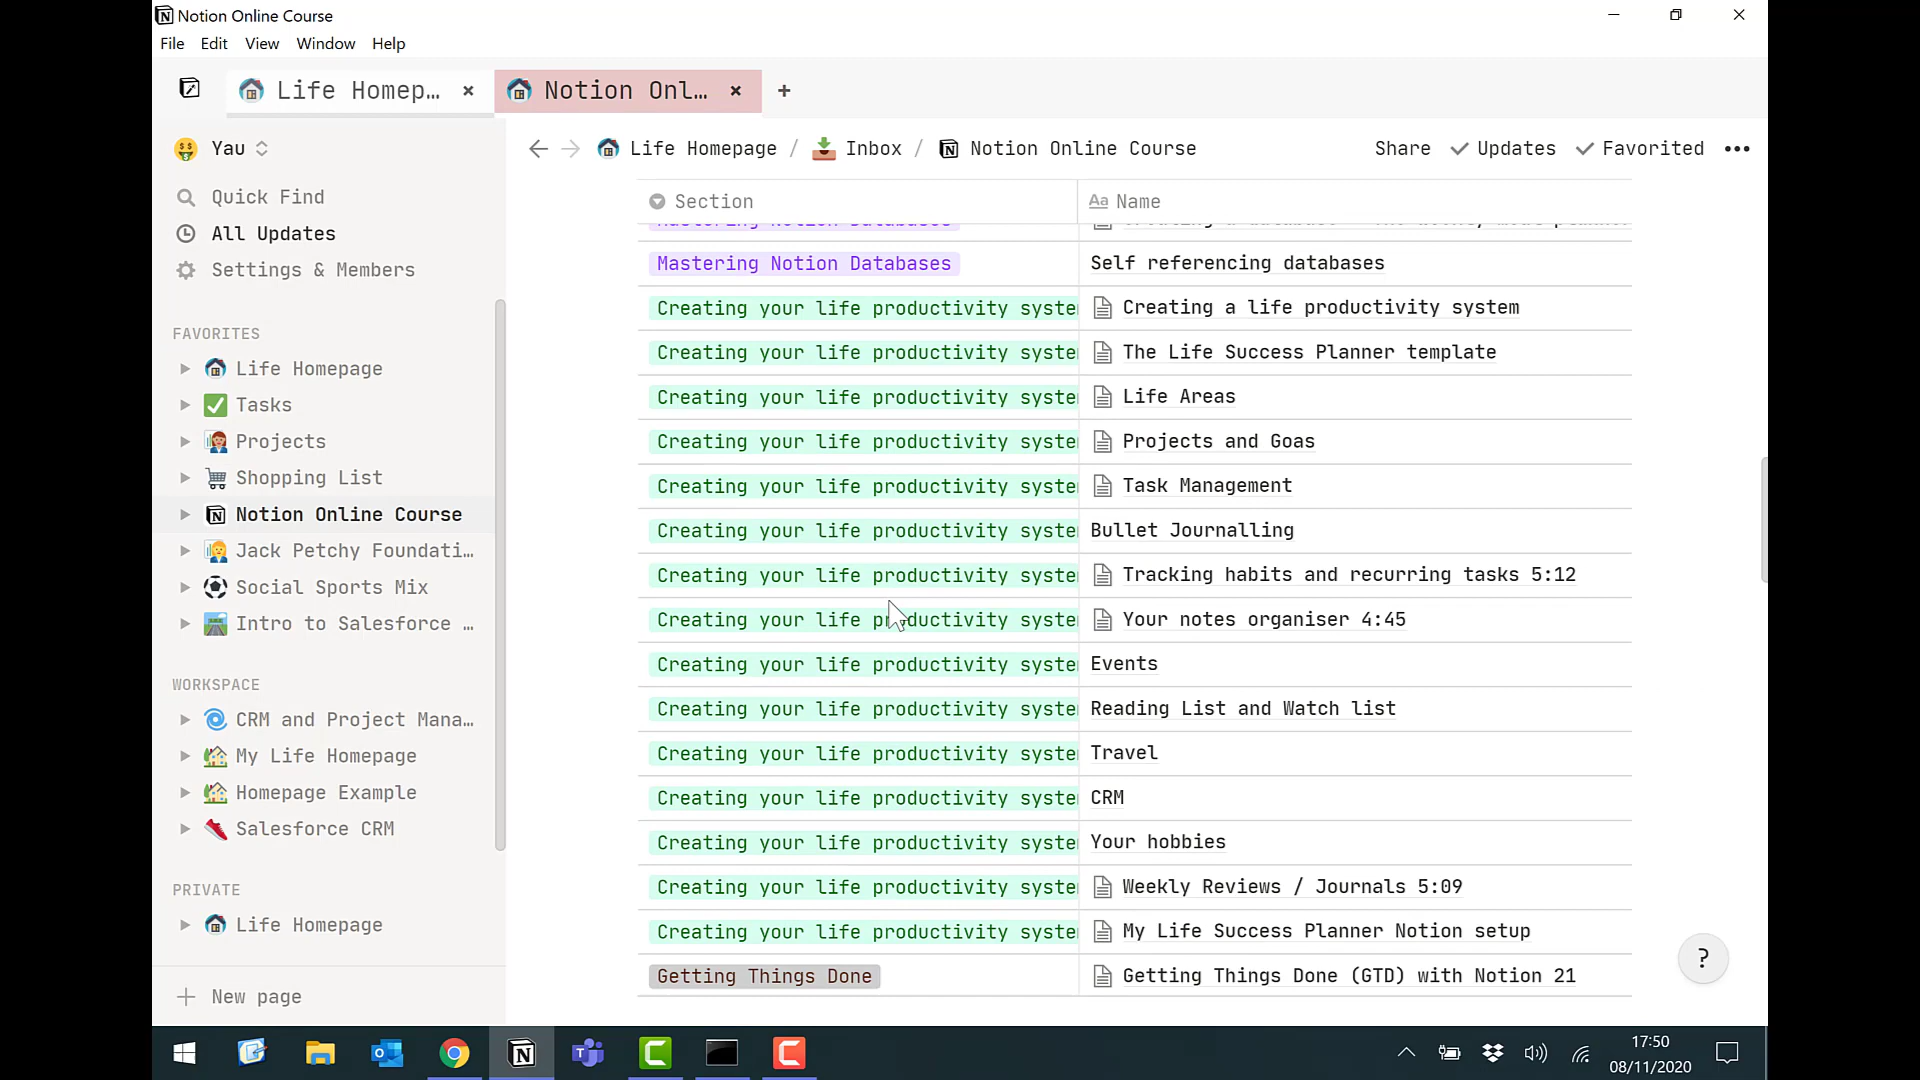 Notion Online Course
File Edit View Window Help
Life Homep... × Notion Onl... × +
Yau
Life Homepage / Inbox / Notion Online Course
Share Updates Favorited •••
Quick Find
All Updates
Settings & Members
FAVORITES
Life Homepage
Tasks
Projects
Shopping List
Notion Online Course
Jack Petchy Foundati...
Social Sports Mix
Intro to Salesforce ...
WORKSPACE
CRM and Project Mana...
My Life Homepage
Homepage Example
Salesforce CRM
PRIVATE
Life Homepage
+ New page
Section Aa Name
Mastering Notion Databases
Mastering Notion Databases Self referencing databases
Creating your life productivity syste Creating a life productivity system
Creating your life productivity syste The Life Success Planner template
Creating your life productivity syste Life Areas
Creating your life productivity syste Projects and Goas
Creating your life productivity syste Task Management
Creating your life productivity syste Bullet Journalling
Creating your life productivity syste Tracking habits and recurring tasks 5:12
Creating your life productivity syste Your notes organiser 4:45
Creating your life productivity syste Events
Creating your life productivity syste Reading List and Watch list
Creating your life productivity syste Travel
Creating your life productivity syste CRM
Creating your life productivity syste Your hobbies
Creating your life productivity syste Weekly Reviews / Journals 5:09
Creating your life productivity syste My Life Success Planner Notion setup
Getting Things Done Getting Things Done (GTD) with Notion 21
?
17:50
08/11/2020